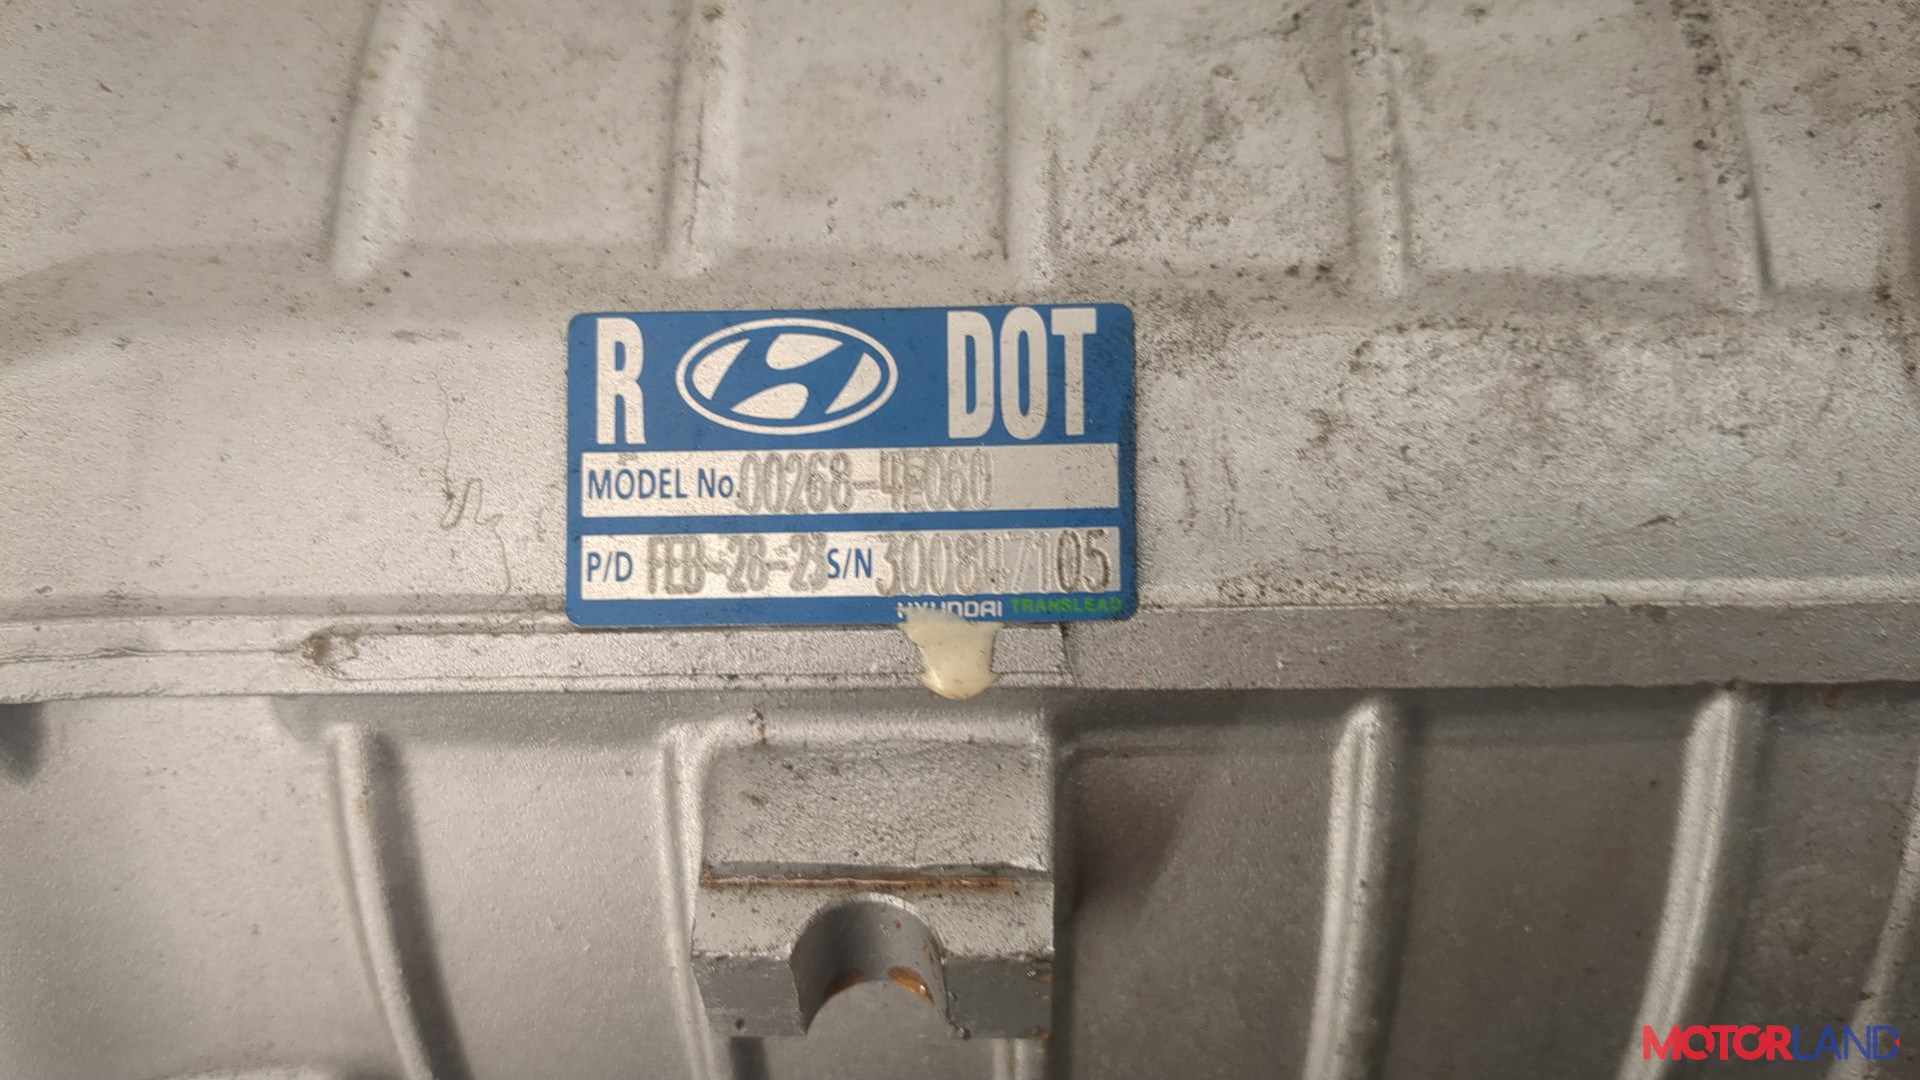 R DOT
MODEL No. 00268-4E060
P/D FEB-28-23 S/N 300847105
HYUNDAI TRANSLEAD
MOTORLAND